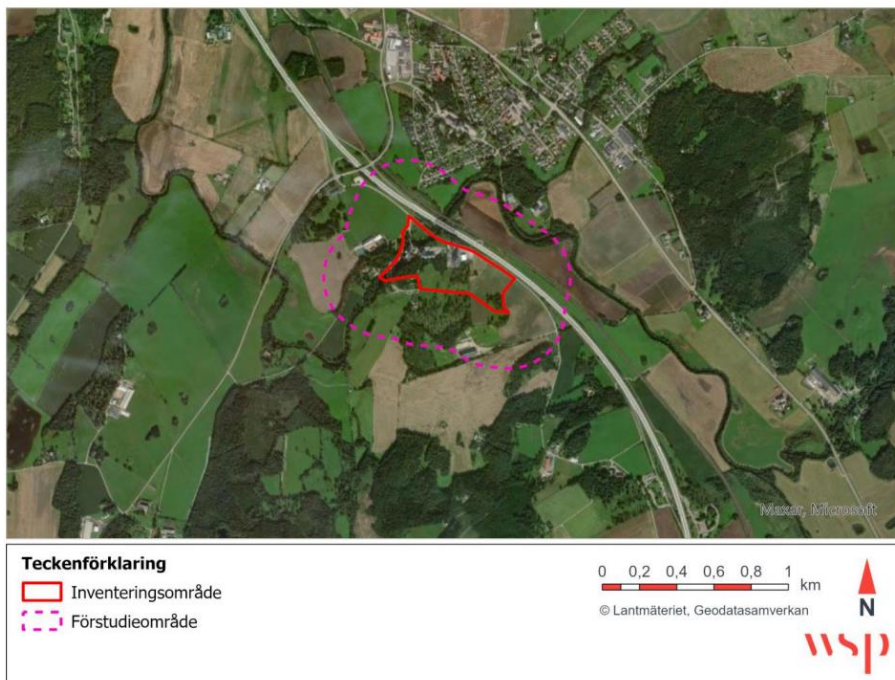 Maxar, Microsoft
Teckenförklaring
Inventeringsområde
Förstudieområde
0 0,2 0,4 0,6 0,8 1
km
© Lantmäteriet, Geodatasamverkan
N
wsp